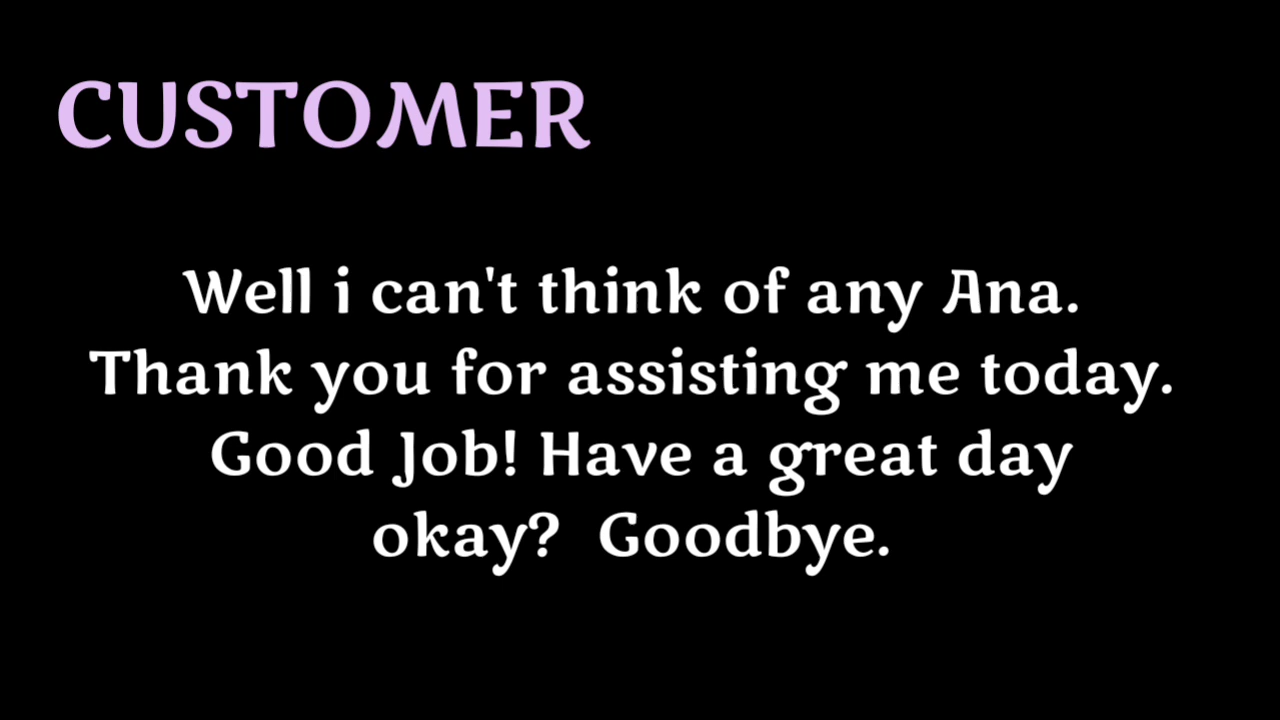 CUSTOMER
Well i can't think of any Ana.
Thank you for assisting me today.
Good Job! Have a great day
okay?  Goodbye.